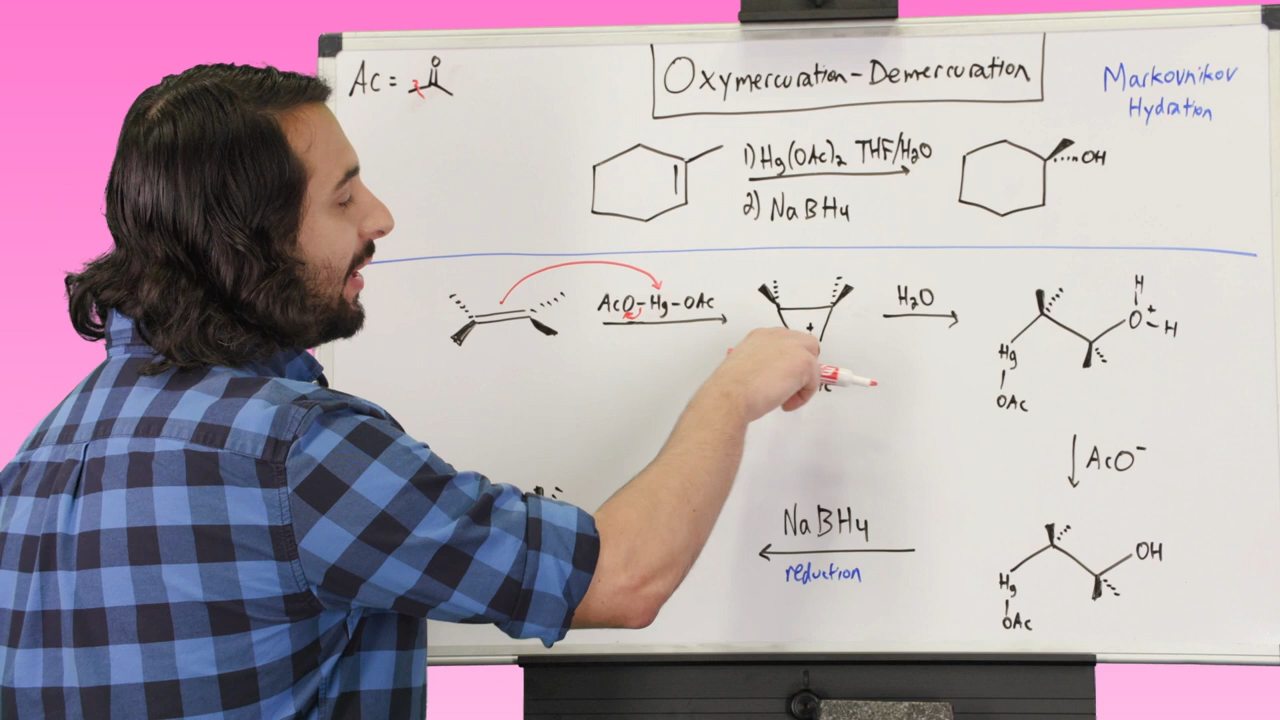 Ac =
O
Oxymercuration-Demercuration
Markovnikov
Hydration
1) Hg(OAc)2 THF/H2O
2) NaBH4
OH
AcO-Hg-OAc
+
H2O
H
O+-H
Hg
OAc
AcO-
NaBH4
reduction
OH
Hg
OAc